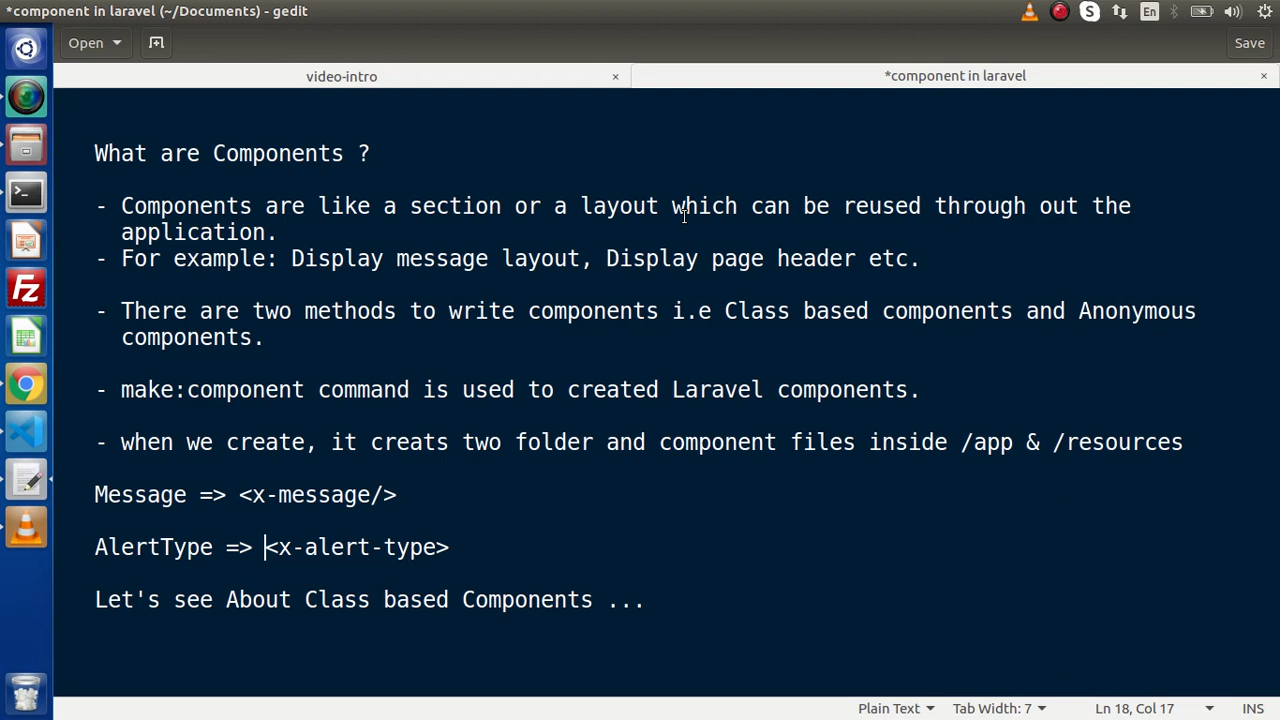 *component in laravel (~/Documents) - gedit
S
En
Open
Save
video-intro
×
*component in laravel
×
What are Components ?
- Components are like a section or a layout which can be reused through out the
application.
- For example: Display message layout, Display page header etc.
- There are two methods to write components i.e Class based components and Anonymous
components.
- make:component command is used to created Laravel components.
- when we create, it creats two folder and component files inside /app & /resources
Message => <x-message/>
AlertType => <x-alert-type>
Let's see About Class based Components ...
Fz
Plain Text
Tab Width: 7
Ln 18, Col 17
INS